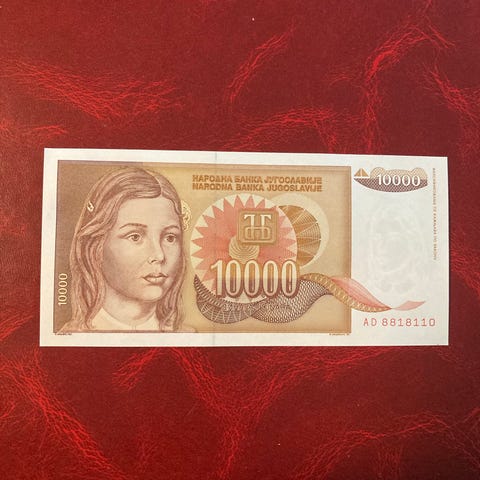 НАРОДНА БАНКА ЈУГОСЛАВИЈЕ
NARODNA BANKA JUGOSLAVIJE
10000
10000
10000
AD 8818110